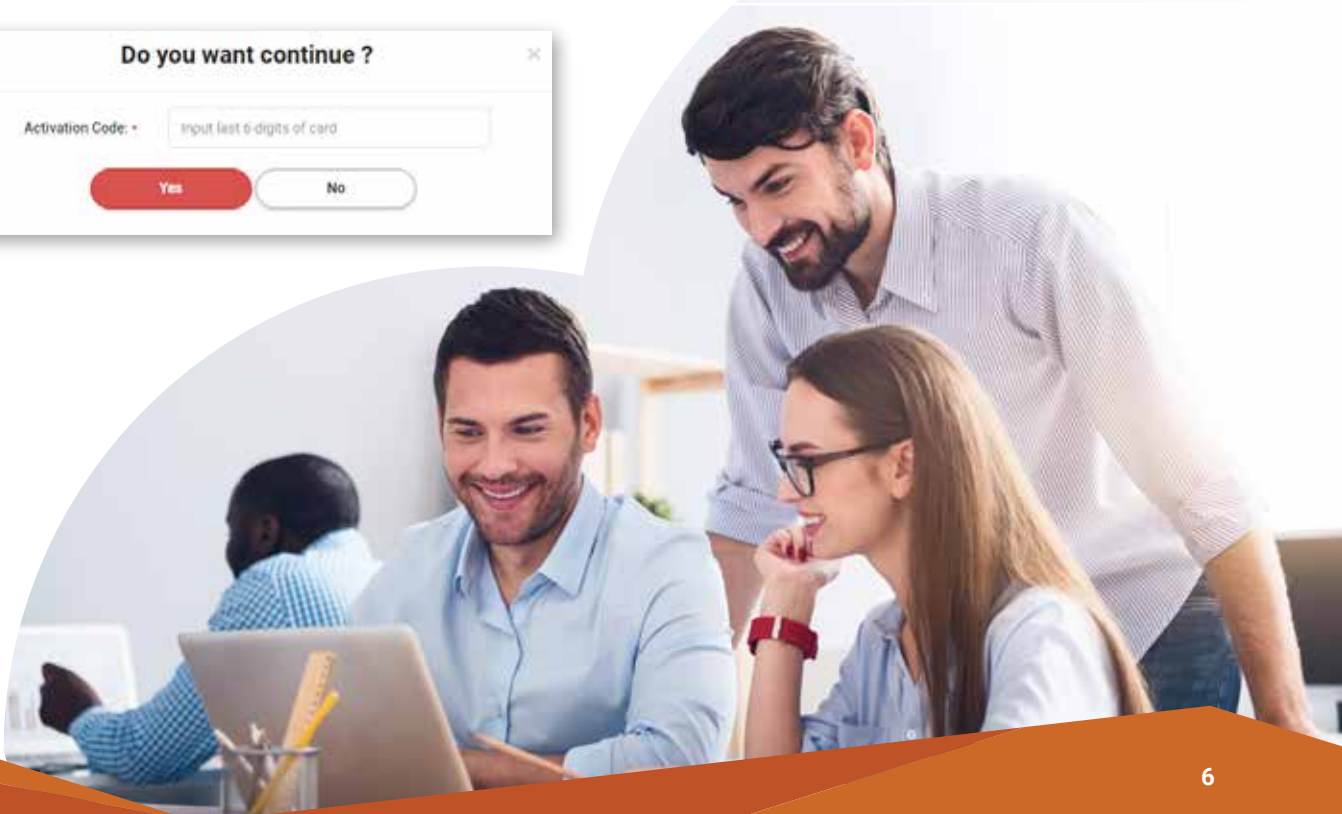 Do you want continue ?
×
Activation Code: •
Input last 6-digits of card
Yes
No
6